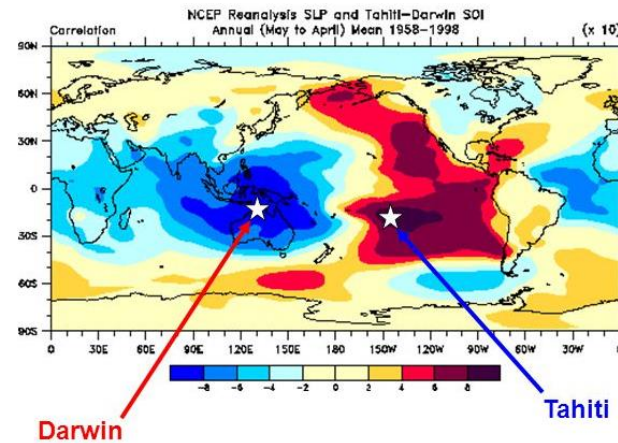 NCEP Reanalysis SLP and Tahiti-Darwin SOI
Correlation Annual (May to April) Mean 1958-1998 (x 10)
90N
60N
30N
0
30S
60S
90S
0 30E 60E 90E 120E 150E 180 150W 120W 90W 60W 30W 0
-8 -6 -4 -2 0 2 4 6 8
Darwin
Tahiti